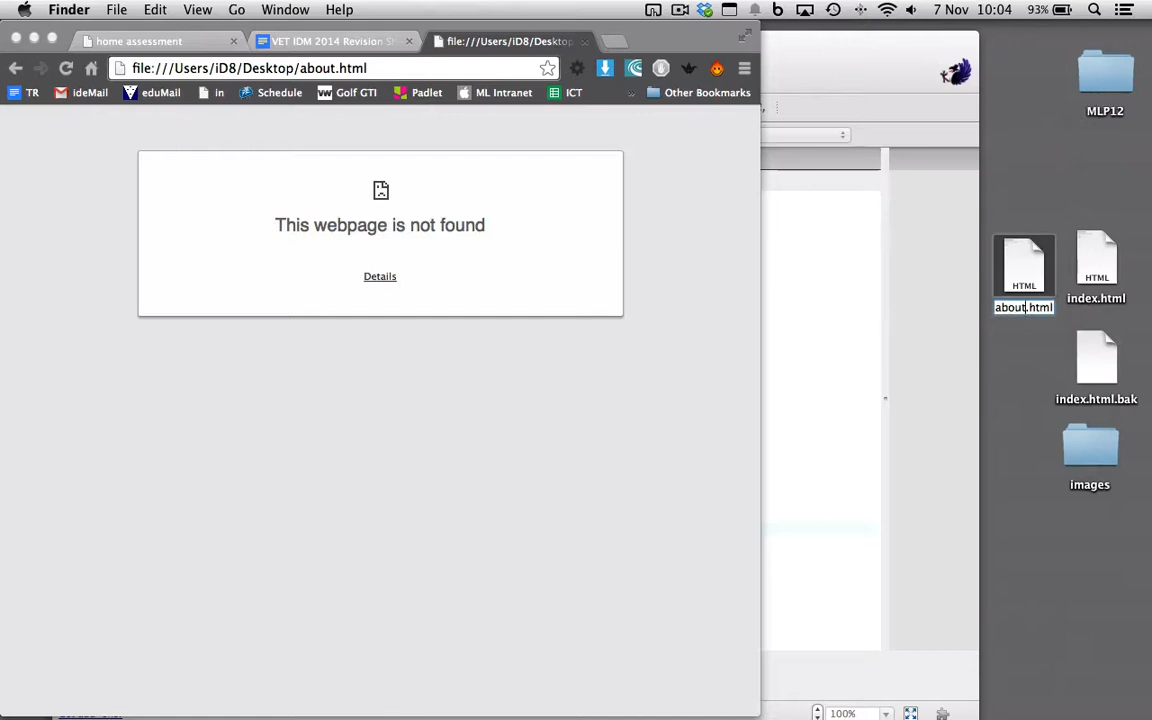 Finder File Edit View Go Window Help 7 Nov 10:04 93%
home assessment VET IDM 2014 Revision file:///Users/iD8/Deskto
file:///Users/iD8/Desktop/about.html
TR ideMail eduMail in Schedule Golf GTI Padlet ML Intranet ICT » Other Bookmarks
This webpage is not found
Details
MLP12
HTML
about.html
HTML
index.html
index.html.bak
images
100%